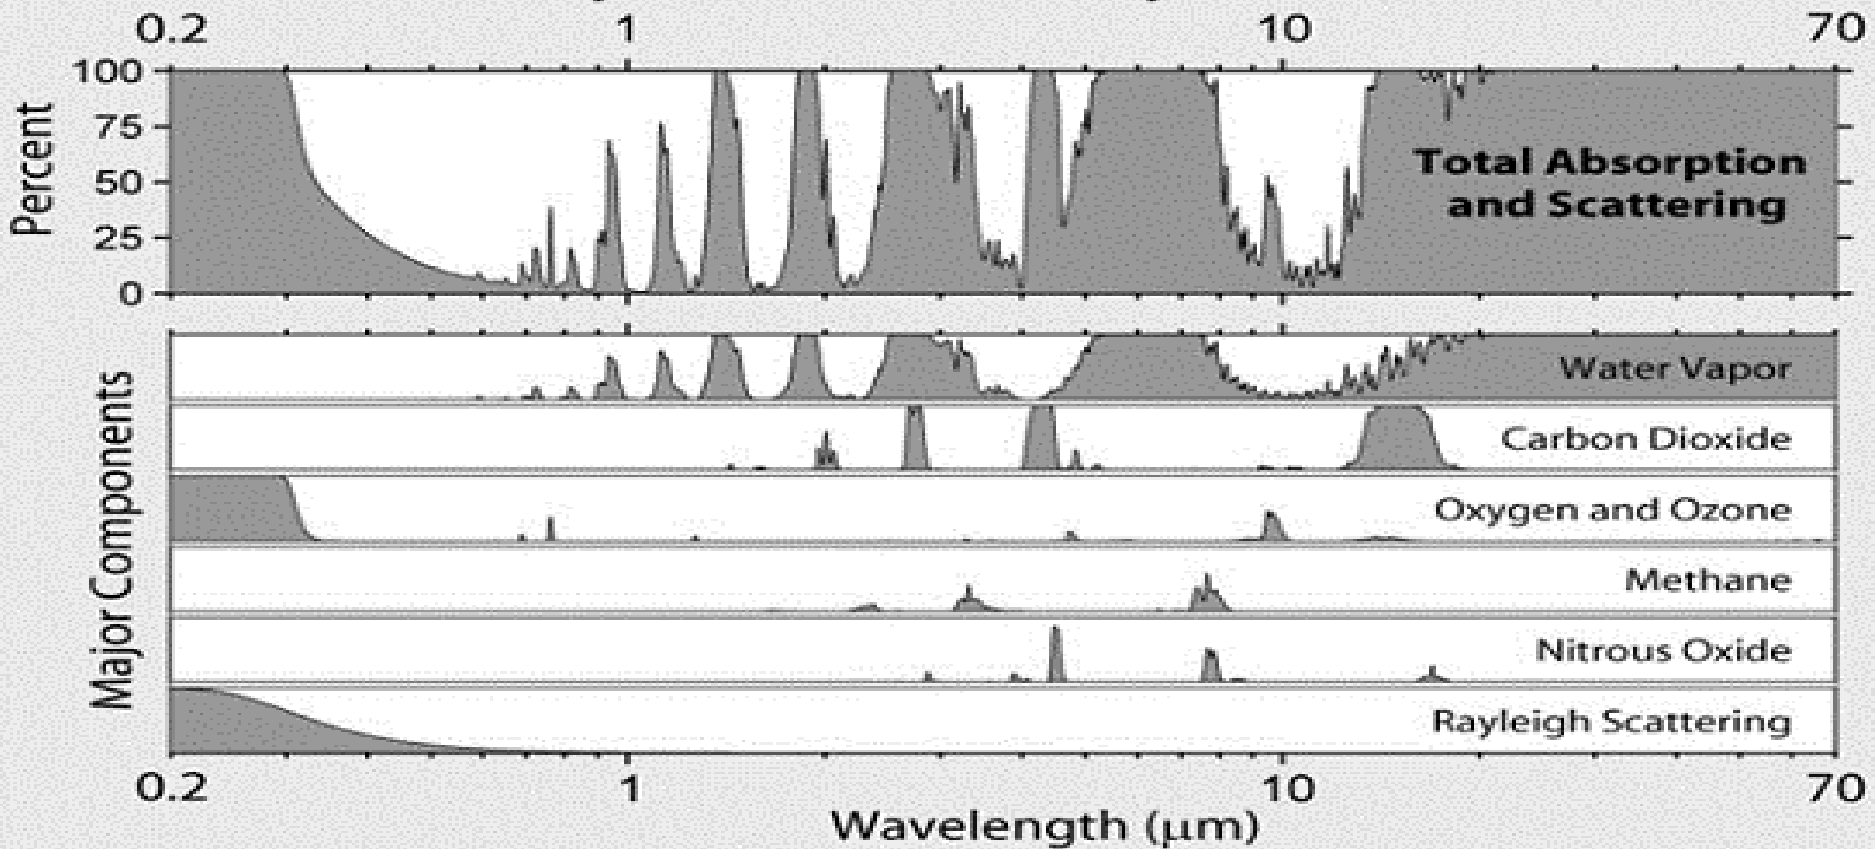 0.2 1 10 70
Percent
100
75
50
25
0
Total Absorption
and Scattering
Major Components
Water Vapor
Carbon Dioxide
Oxygen and Ozone
Methane
Nitrous Oxide
Rayleigh Scattering
0.2 1 10 70
Wavelength (μm)